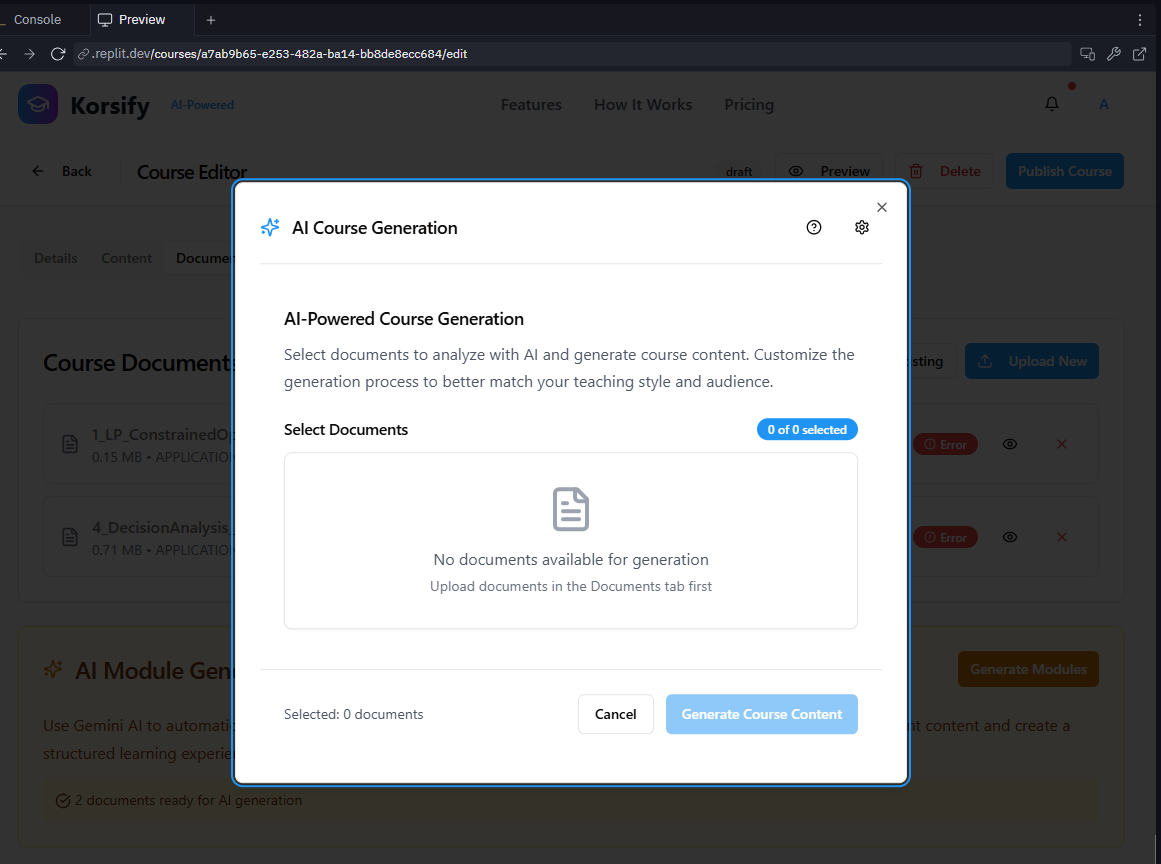 Console
Preview
.replit.dev/courses/a7ab9b65-e253-482a-ba14-bb8de8ecc684/edit
Korsify
AI-Powered
Features
How It Works
Pricing
A
Back
Course Editor
draft
Preview
Delete
Publish Course
Details
Content
AI Course Generation
AI-Powered Course Generation
Select documents to analyze with AI and generate course content. Customize the
generation process to better match your teaching style and audience.
Select Documents
0 of 0 selected
No documents available for generation
Upload documents in the Documents tab first
Selected: 0 documents
Cancel
Generate Course Content
Course Documents
Upload New
1_LP_ConstrainedOp
0.15 MB • APPLICATIO
Error
4_DecisionAnalysis_
0.71 MB • APPLICATIO
Error
AI Module Gen
Generate Modules
Use Gemini AI to automati
nt content and create a
structured learning experie
2 documents ready for AI generation